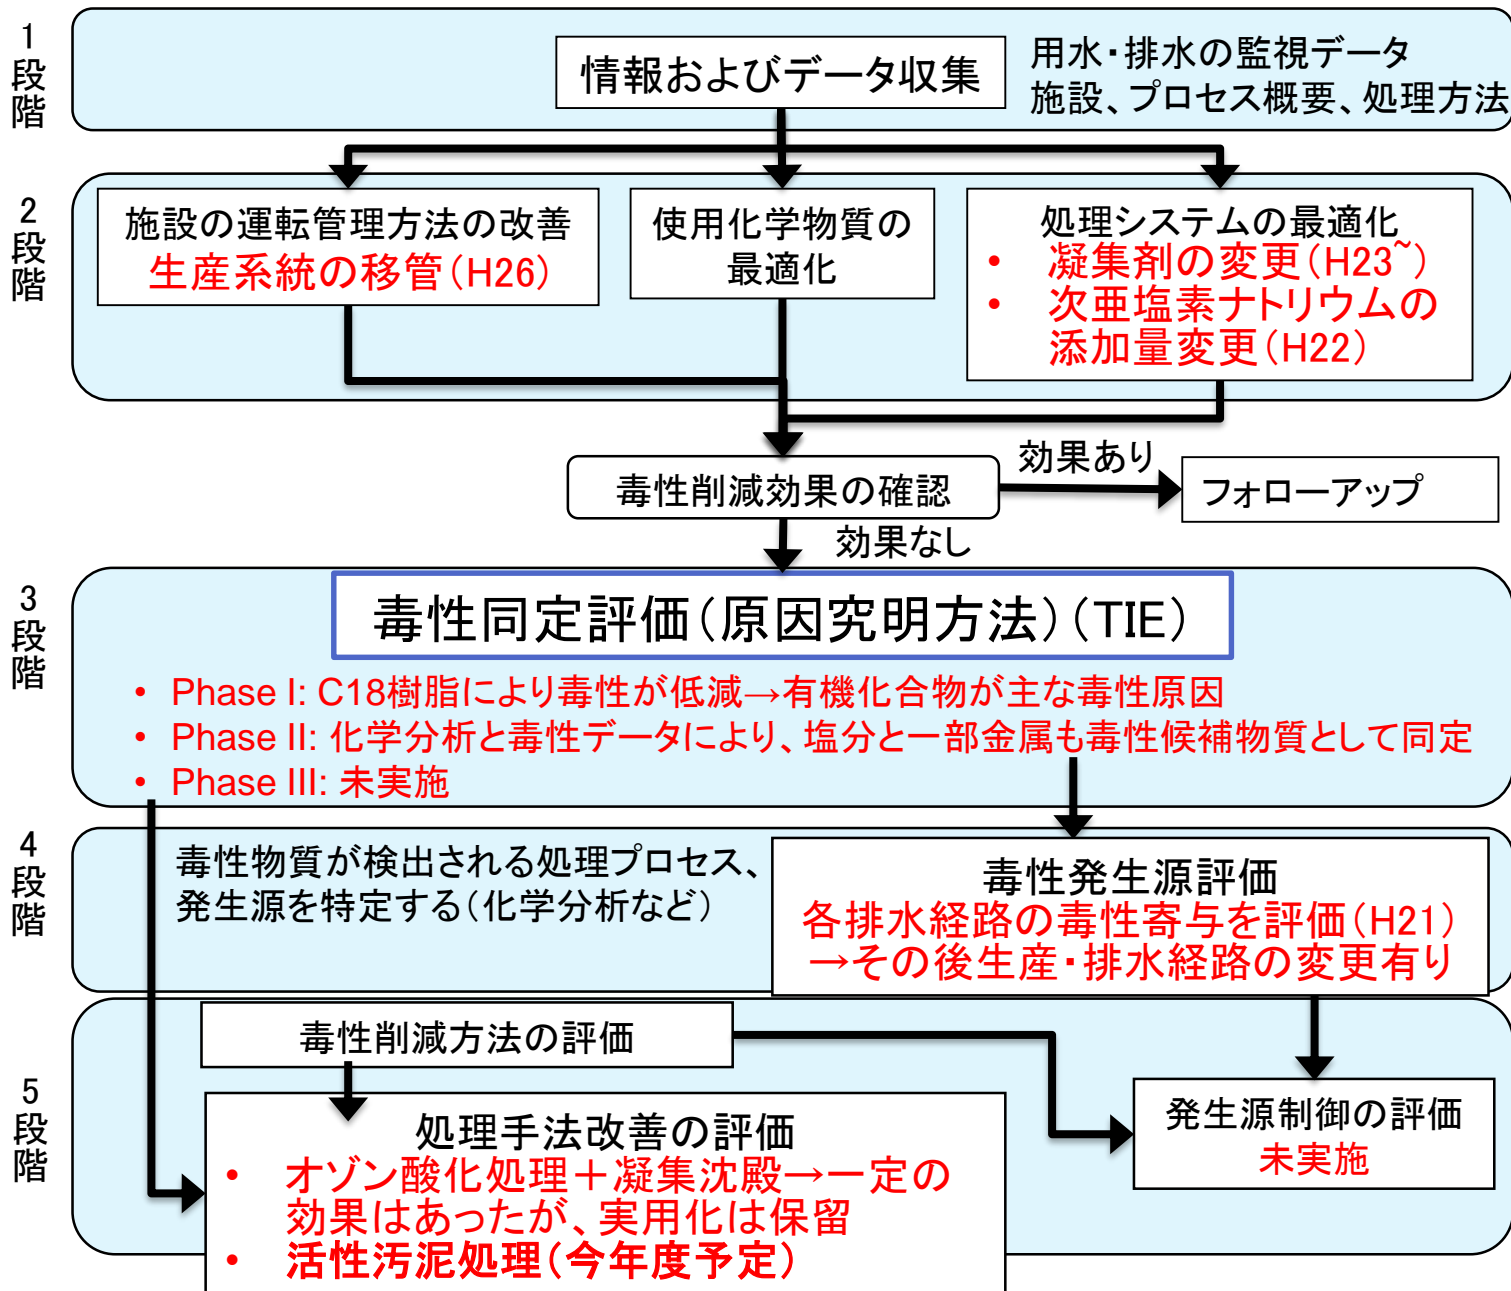 1段階
情報およびデータ収集
用水・排水の監視データ
施設、プロセス概要、処理方法
2段階
施設の運転管理方法の改善
生産系統の移管(H26)
使用化学物質の
最適化
処理システムの最適化
• 凝集剤の変更(H23~)
• 次亜塩素ナトリウムの
添加量変更(H22)
毒性削減効果の確認
効果あり
フォローアップ
効果なし
3段階
毒性同定評価(原因究明方法)(TIE)
• Phase I: C18樹脂により毒性が低減→有機化合物が主な毒性原因
• Phase II: 化学分析と毒性データにより、塩分と一部金属も毒性候補物質として同定
• Phase III: 未実施
4段階
毒性物質が検出される処理プロセス、
発生源を特定する(化学分析など)
毒性発生源評価
各排水経路の毒性寄与を評価(H21)
→その後生産・排水経路の変更有り
5段階
毒性削減方法の評価
処理手法改善の評価
• オゾン酸化処理+凝集沈殿→一定の
効果はあったが、実用化は保留
• 活性汚泥処理(今年度予定)
発生源制御の評価
未実施